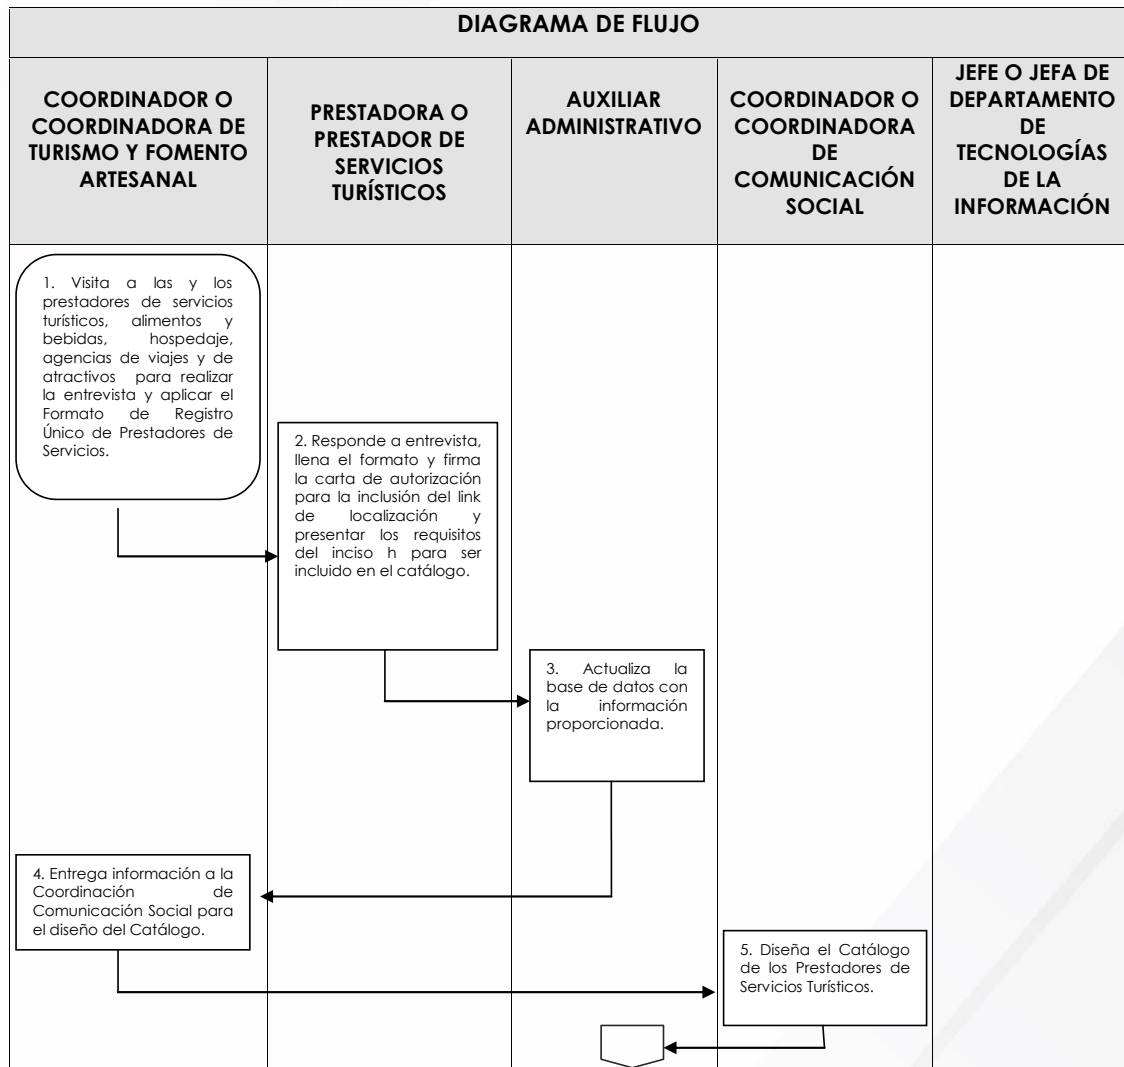 DIAGRAMA DE FLUJO
COORDINADOR O
COORDINADORA DE
TURISMO Y FOMENTO
ARTESANAL
PRESTADORA O
PRESTADOR DE
SERVICIOS
TURÍSTICOS
AUXILIAR
ADMINISTRATIVO
COORDINADOR O
COORDINADORA
DE
COMUNICACIÓN
SOCIAL
JEFE O JEFA DE
DEPARTAMENTO
DE
TECNOLOGÍAS
DE LA
INFORMACIÓN
1. Visita a las y los
prestadores de servicios
turísticos, alimentos y
bebidas, hospedaje,
agencias de viajes y de
atractivos para realizar
la entrevista y aplicar el
Formato de Registro
Único de Prestadores de
Servicios.
2. Responde a entrevista,
llena el formato y firma
la carta de autorización
para la inclusión del link
de localización y
presentar los requisitos
del inciso h para ser
incluido en el catálogo.
3. Actualiza la
base de datos con
la información
proporcionada.
4. Entrega información a la
Coordinación de
Comunicación Social para
el diseño del Catálogo.
5. Diseña el Catálogo
de los Prestadores de
Servicios Turísticos.